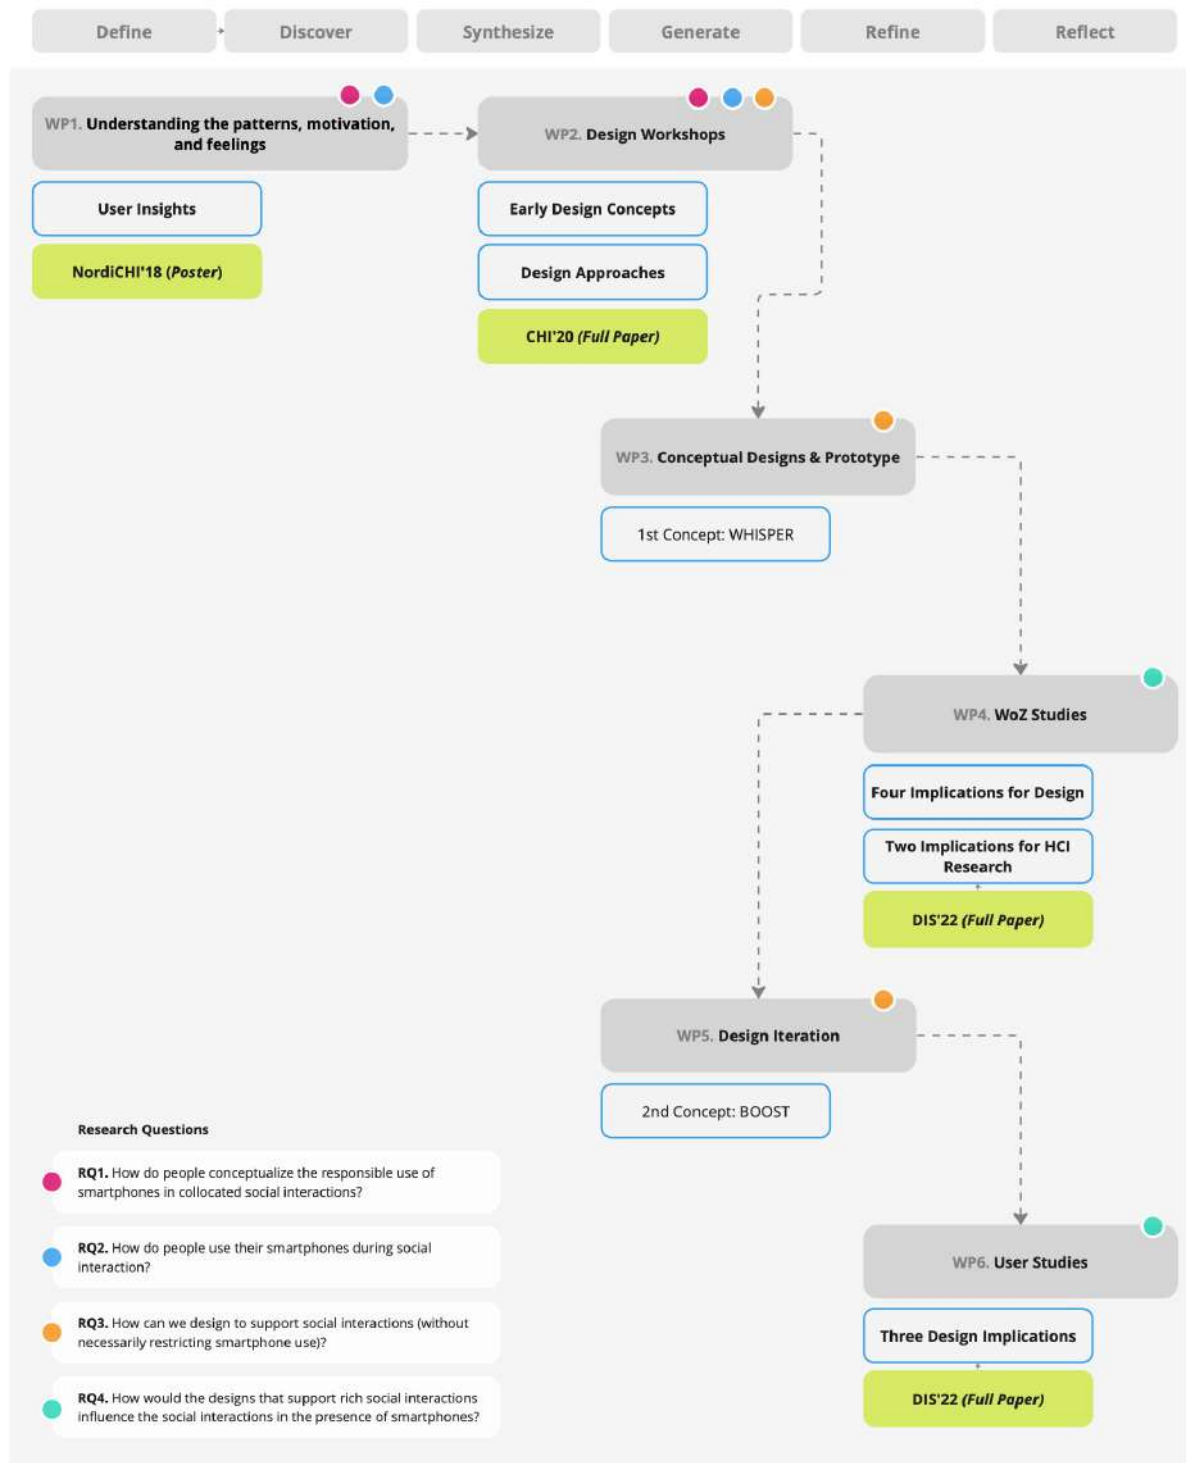 Define
Discover
Synthesize
Generate
Refine
Reflect
WP1. Understanding the patterns, motivation,
and feelings
User Insights
NordiCHI'18 (Poster)
WP2. Design Workshops
Early Design Concepts
Design Approaches
CHI'20 (Full Paper)
WP3. Conceptual Designs & Prototype
1st Concept: WHISPER
WP4. WoZ Studies
Four Implications for Design
Two Implications for HCI
Research
DIS'22 (Full Paper)
WP5. Design Iteration
2nd Concept: BOOST
WP6. User Studies
Three Design Implications
DIS'22 (Full Paper)
Research Questions
RQ1. How do people conceptualize the responsible use of
smartphones in collocated social interactions?
RQ2. How do people use their smartphones during social
interaction?
RQ3. How can we design to support social interactions (without
necessarily restricting smartphone use)?
RQ4. How would the designs that support rich social interactions
influence the social interactions in the presence of smartphones?